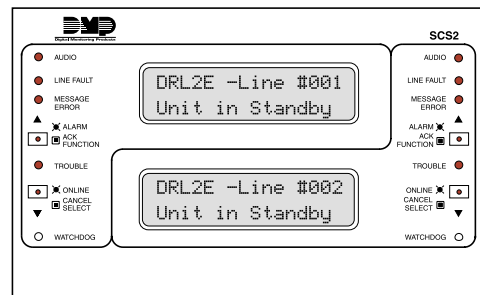 DMP
Digital Monitoring Products
SCS2
AUDIO
LINE FAULT
MESSAGE
ERROR
ALARM
ACK
FUNCTION
TROUBLE
ONLINE
CANCEL
SELECT
WATCHDOG
DRL2E -Line #001
Unit in Standby
DRL2E -Line #002
Unit in Standby
AUDIO
LINE FAULT
MESSAGE
ERROR
ALARM
ACK
FUNCTION
TROUBLE
ONLINE
CANCEL
SELECT
WATCHDOG